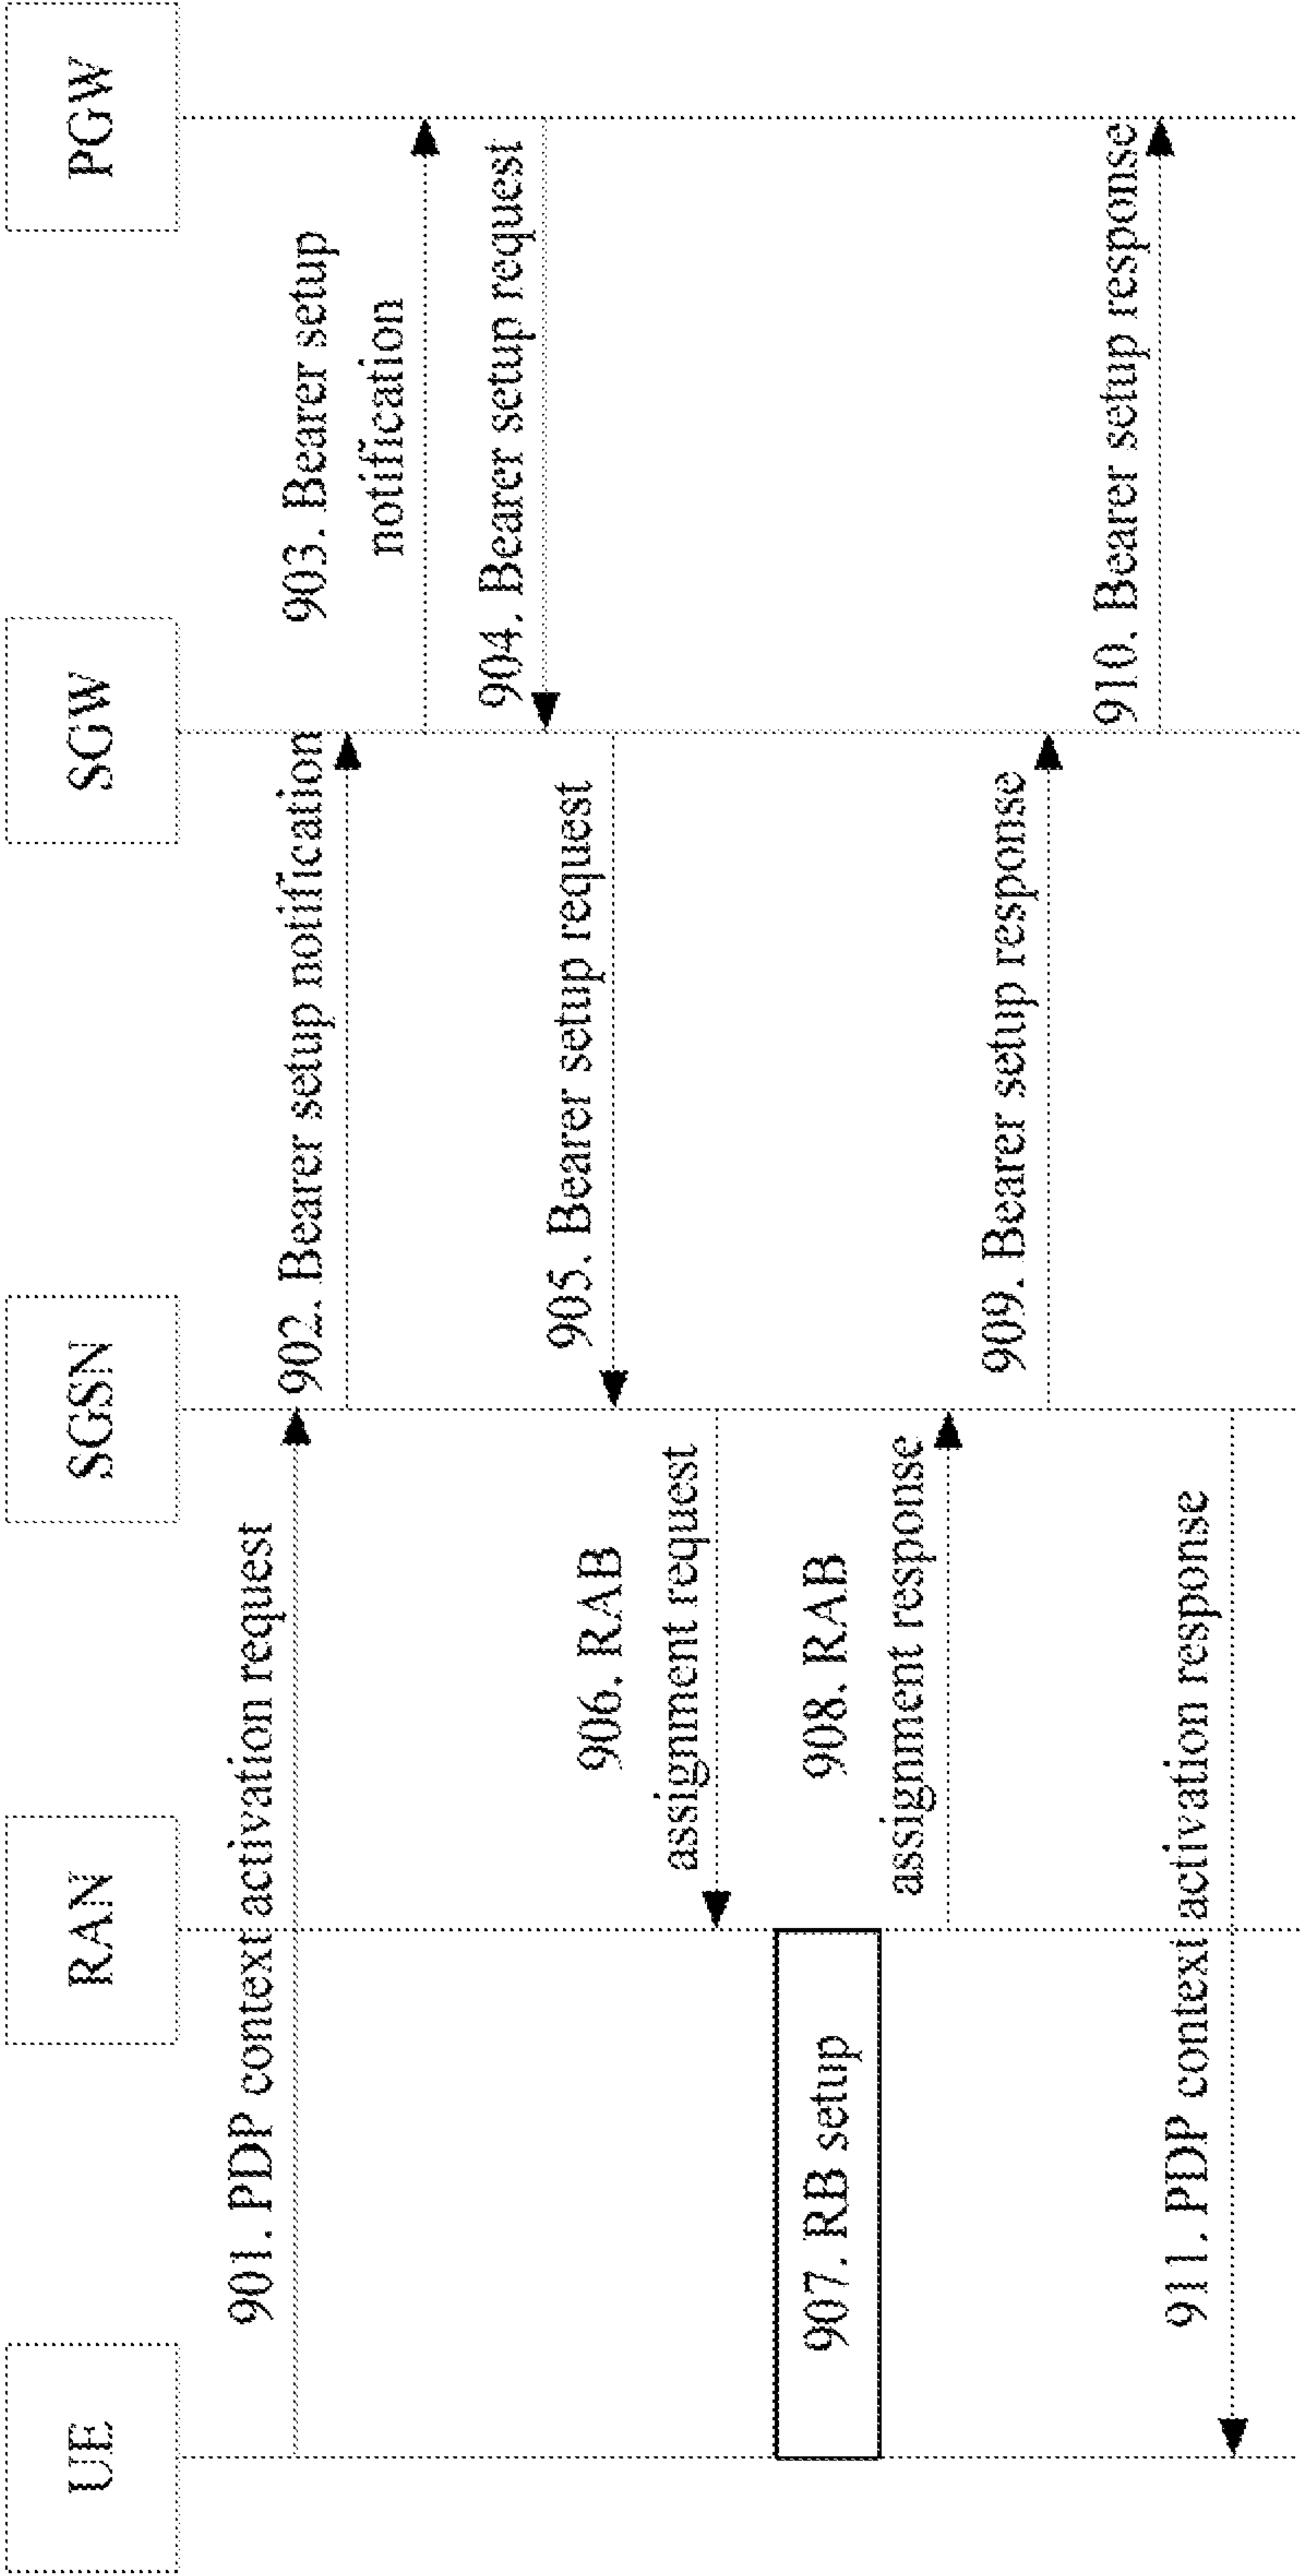 UE
RAN
SGSN
SGW
PGW
901. PDP context activation request
902. Bearer setup notification
903. Bearer setup
notification
904. Bearer setup request
905. Bearer setup request
906. RAB
assignment request
907. RB setup
908. RAB
assignment response
909. Bearer setup response
910. Bearer setup response
911. PDP context activation response